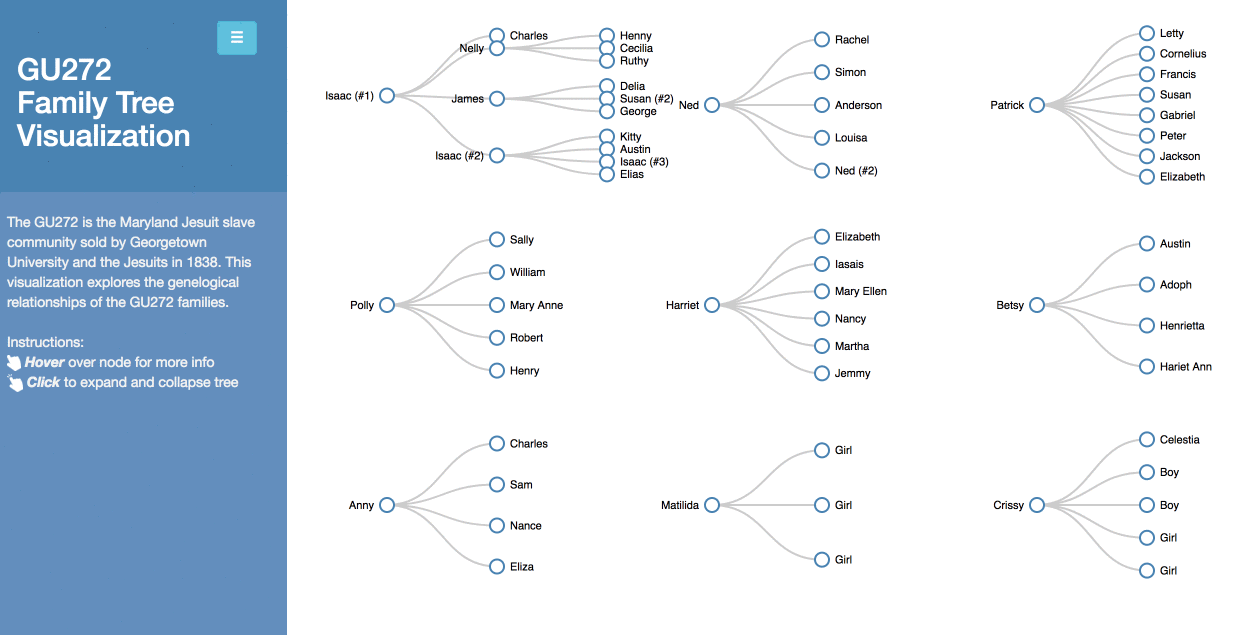 GU272
Family Tree
Visualization
The GU272 is the Maryland Jesuit slave
community sold by Georgetown
University and the Jesuits in 1838. This
visualization explores the genelogical
relationships of the GU272 families.
Instructions:
Hover over node for more info
Click to expand and collapse tree
Isaac (#1)
Charles
Nelly
James
Isaac (#2)
Henny
Cecilia
Ruthy
Delia
Susan (#2)
George
Kitty
Austin
Isaac (#3)
Elias
Ned
Rachel
Simon
Anderson
Louisa
Ned (#2)
Patrick
Letty
Cornelius
Francis
Susan
Gabriel
Peter
Jackson
Elizabeth
Polly
Sally
William
Mary Anne
Robert
Henry
Harriet
Elizabeth
Iasais
Mary Ellen
Nancy
Martha
Jemmy
Betsy
Austin
Adoph
Henrietta
Hariet Ann
Anny
Charles
Sam
Nance
Eliza
Matilida
Girl
Girl
Girl
Crissy
Celestia
Boy
Boy
Girl
Girl